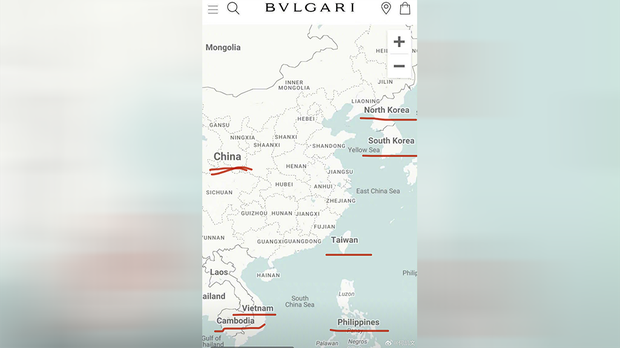 BVLGARI
Mongolia
JILIN
INNER
MONGOLIA
LIAONING
North Korea
HEBEI
GANSU
NINGXIA
SHANXI
SHAANXI
SHANDONG
South Korea
Yellow Sea
China
HENAN
JIANGSU
SICHUAN
HUBEI
ANHUI
East China Sea
ZHEJIANG
GUIZHOU
HUNAN
JIANGXI
FUJIAN
YUNNAN
GUANGXI
GUANGDONG
Taiwan
Laos
HAINAN
Philip
ailand
South
China
Sea
Luzon
Vietnam
Cambodia
Philippines
Gulf of
Thailand
Palawan
Negros